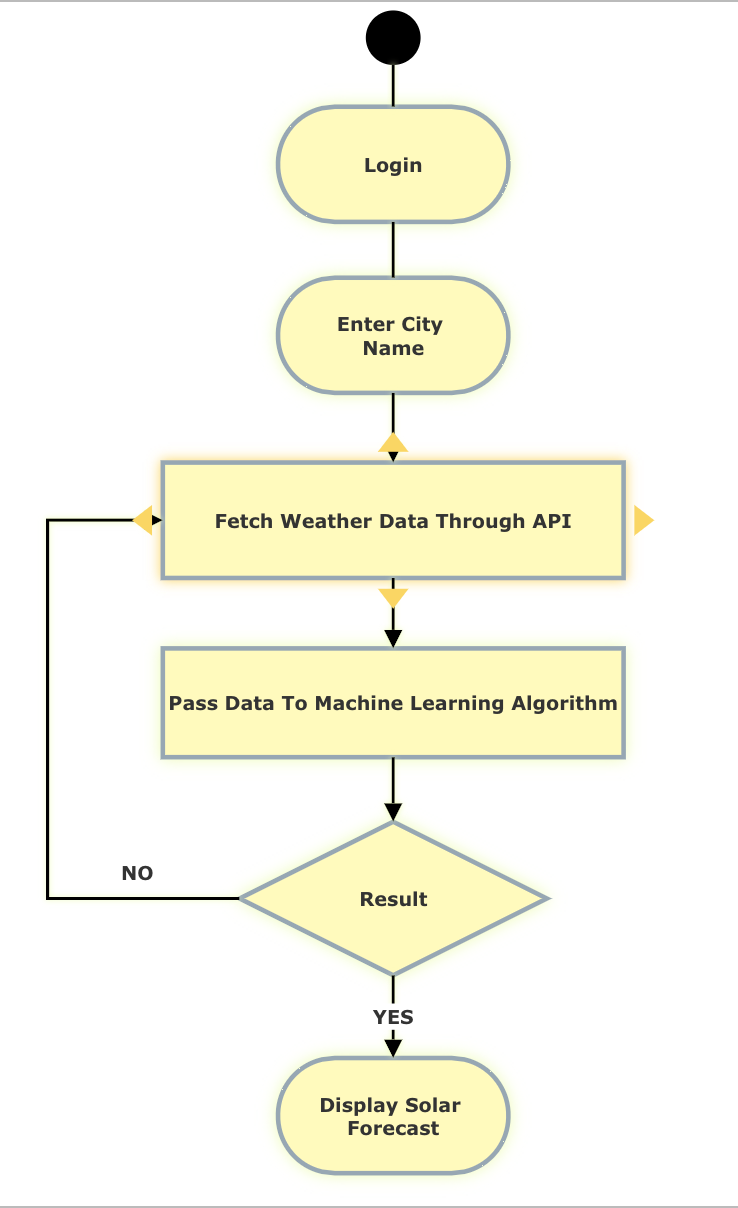 Login
Enter City
Name
Fetch Weather Data Through API
Pass Data To Machine Learning Algorithm
NO
Result
YES
Display Solar
Forecast